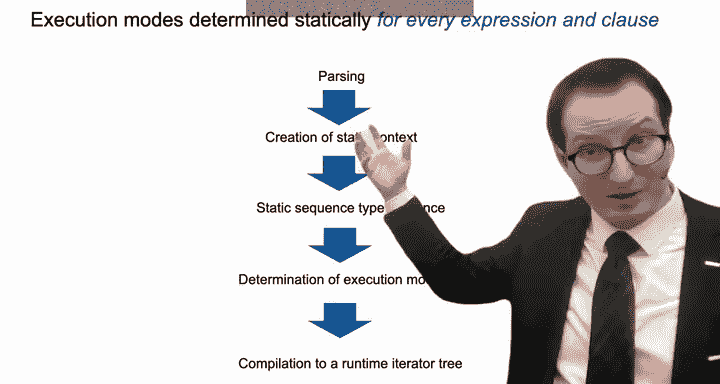 Execution modes determined statically for every expression and clause
Parsing
Creation of context
Static sequence type
Determination of execution
Compilation to a runtime iterator tree